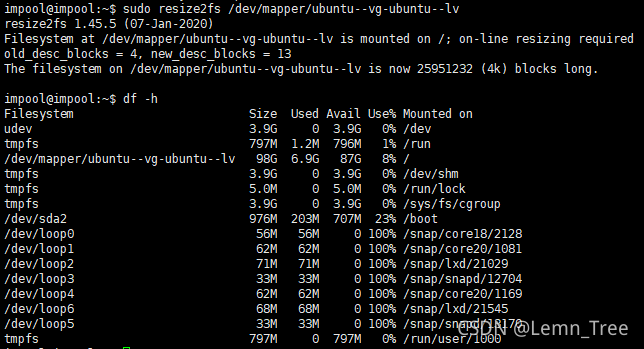 impool@impool:~$ sudo resize2fs /dev/mapper/ubuntu--vg-ubuntu--lv
resize2fs 1.45.5 (07-Jan-2020)
Filesystem at /dev/mapper/ubuntu--vg-ubuntu--lv is mounted on /; on-line resizing required
old_desc_blocks = 4, new_desc_blocks = 13
The filesystem on /dev/mapper/ubuntu--vg-ubuntu--lv is now 25951232 (4k) blocks long.
impool@impool:~$ df -h
Filesystem Size Used Avail Use% Mounted on
udev 3.9G 0 3.9G 0% /dev
tmpfs 797M 1.2M 796M 1% /run
/dev/mapper/ubuntu--vg-ubuntu--lv 98G 6.9G 87G 8% /
tmpfs 3.9G 0 3.9G 0% /dev/shm
tmpfs 5.0M 0 5.0M 0% /run/lock
tmpfs 3.9G 0 3.9G 0% /sys/fs/cgroup
/dev/sda2 976M 203M 707M 23% /boot
/dev/loop0 56M 56M 0 100% /snap/core18/2128
/dev/loop1 62M 62M 0 100% /snap/core20/1081
/dev/loop2 71M 71M 0 100% /snap/lxd/21029
/dev/loop3 33M 33M 0 100% /snap/snapd/12704
/dev/loop4 62M 62M 0 100% /snap/core20/1169
/dev/loop6 68M 68M 0 100% /snap/lxd/21545
/dev/loop5 33M 33M 0 100%
tmpfs 797M 0 797M 0% /run/user/1000
CSDN @Lemn_Tree